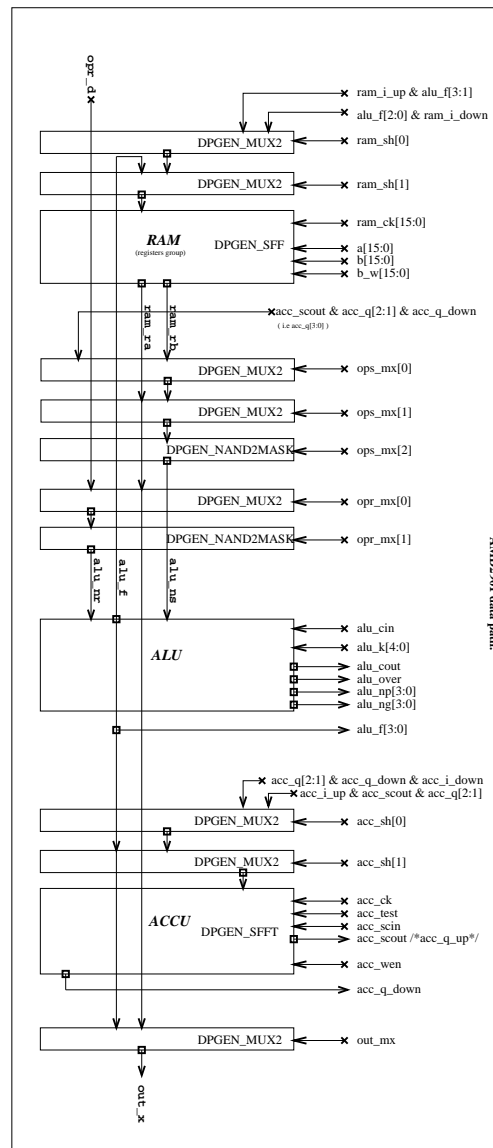 opr_d
ram_i_up & alu_f[3:1]
alu_f[2:0] & ram_i_down
DPGEN_MUX2
ram_sh[0]
DPGEN_MUX2
ram_sh[1]
RAM
(registers group)
DPGEN_SFF
ram_ck[15:0]
a[15:0]
b[15:0]
b_w[15:0]
ram_ra
ram_rb
acc_scout & acc_q[2:1] & acc_q_down
( i.e acc_q[3:0] )
DPGEN_MUX2
ops_mx[0]
DPGEN_MUX2
ops_mx[1]
DPGEN_NAND2MASK
ops_mx[2]
DPGEN_MUX2
opr_mx[0]
DPGEN_NAND2MASK
opr_mx[1]
alu_nr
alu_f
alu_ns
AMD2901 data path
ALU
alu_cin
alu_k[4:0]
alu_cout
alu_over
alu_np[3:0]
alu_ng[3:0]
alu_f[3:0]
acc_q[2:1] & acc_q_down & acc_i_down
acc_i_up & acc_scout & acc_q[2:1]
DPGEN_MUX2
acc_sh[0]
DPGEN_MUX2
acc_sh[1]
ACCU
DPGEN_SFFT
acc_ck
acc_test
acc_scin
acc_scout /*acc_q_up*/
acc_wen
acc_q_down
DPGEN_MUX2
out_mx
out_x